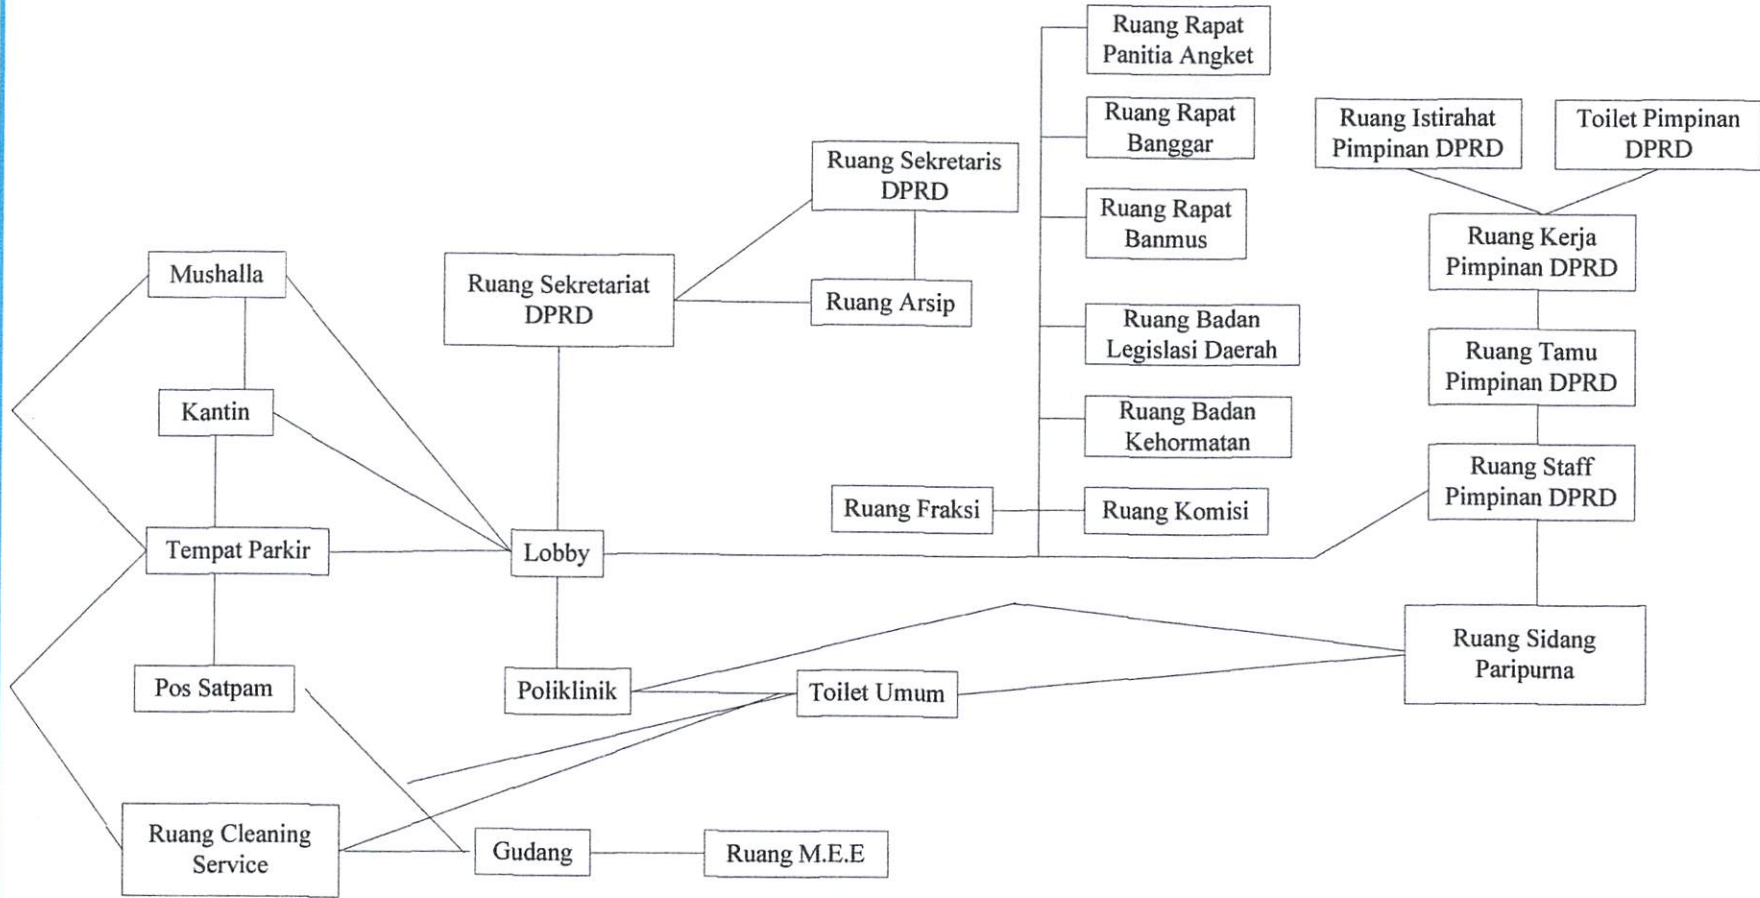 Ruang Rapat
Panitia Angket
Ruang Rapat
Banggar
Ruang Istirahat
Pimpinan DPRD
Toilet Pimpinan
DPRD
Ruang Sekretaris
DPRD
Ruang Rapat
Banmus
Ruang Kerja
Pimpinan DPRD
Mushalla
Ruang Sekretariat
DPRD
Ruang Arsip
Ruang Badan
Legislasi Daerah
Ruang Tamu
Pimpinan DPRD
Kantin
Ruang Badan
Kehormatan
Ruang Staff
Pimpinan DPRD
Ruang Fraksi
Ruang Komisi
Tempat Parkir
Lobby
Ruang Sidang
Paripurna
Pos Satpam
Poliklinik
Toilet Umum
Ruang Cleaning
Service
Gudang
Ruang M.E.E